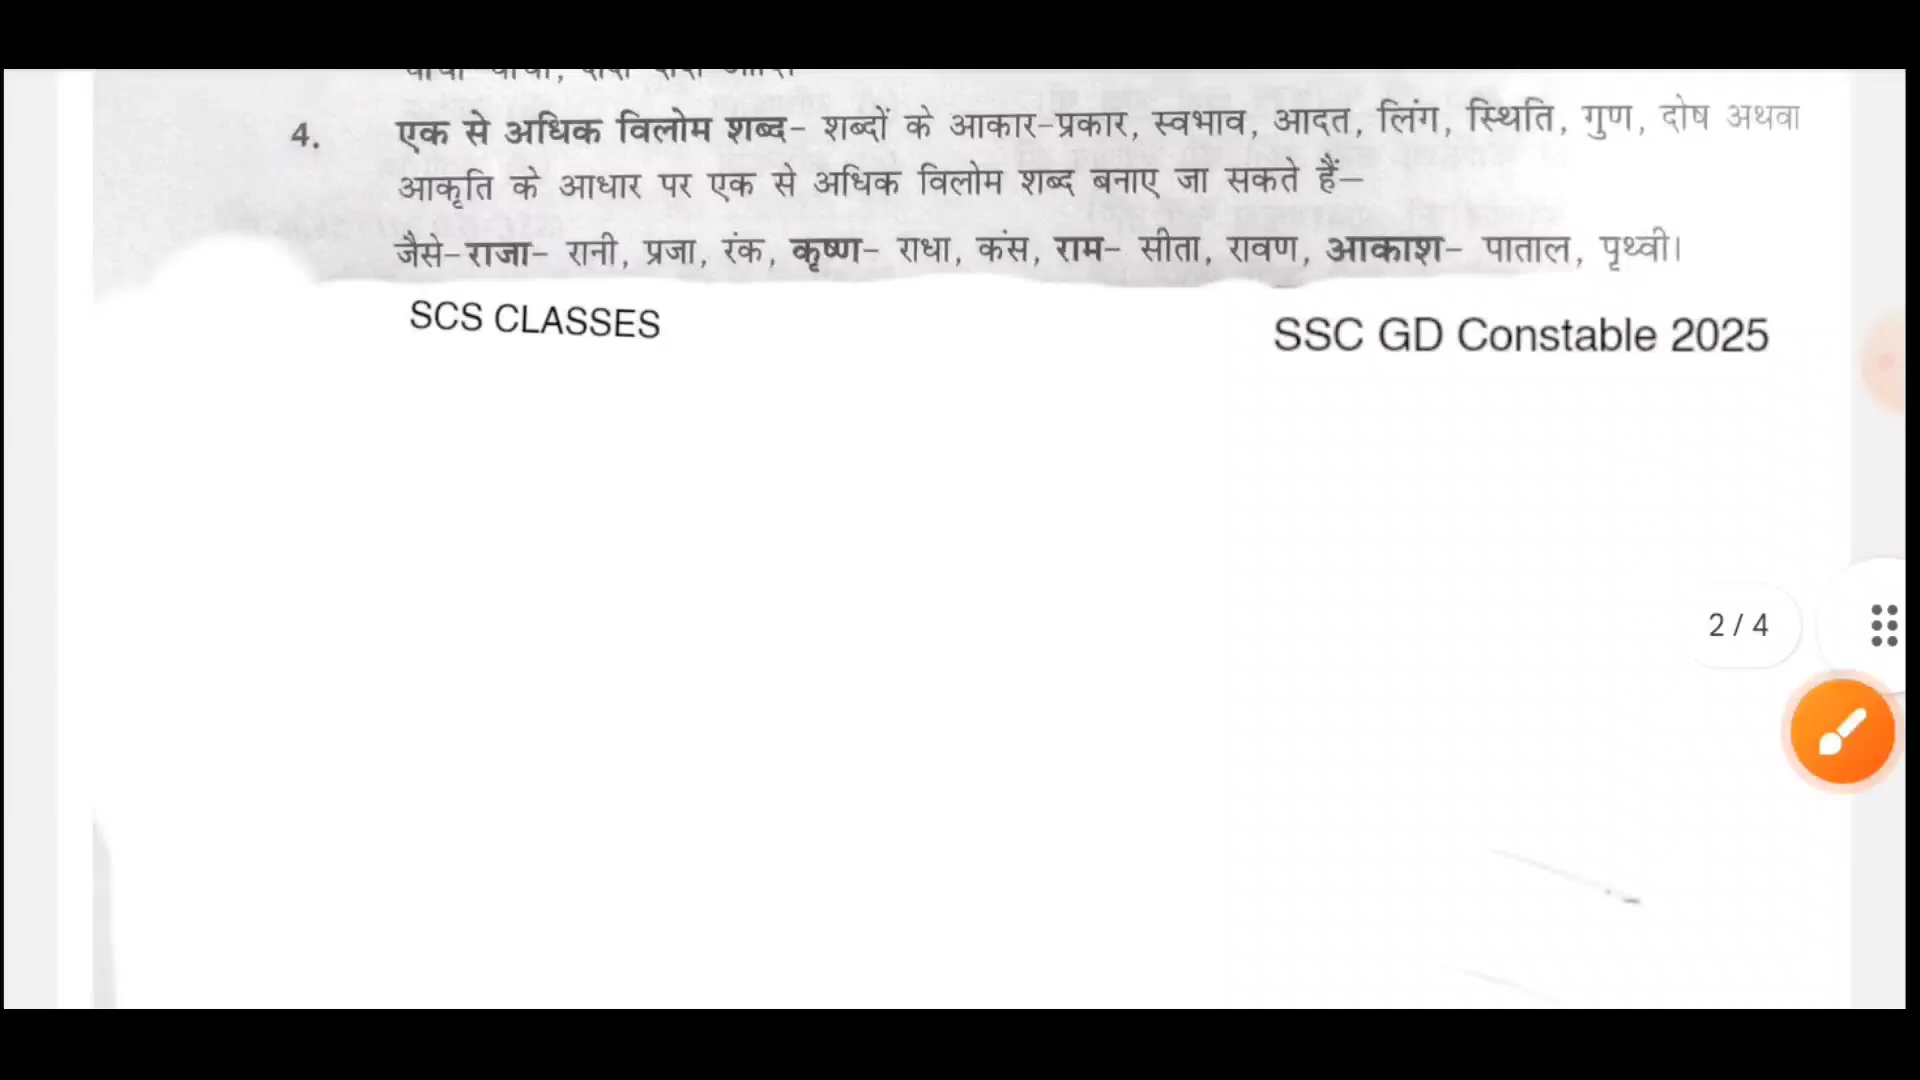 4. एक से अधिक विलोम शब्द– शब्दों के आकार-प्रकार, स्वभाव, आदत, लिंग, स्थिति, गुण, दोष अथवा
आकृति के आधार पर एक से अधिक विलोम शब्द बनाए जा सकते हैं–
जैसे– राजा– रानी, प्रजा, रंक, कृष्ण– राधा, कंस, राम– सीता, रावण, आकाश– पाताल, पृथ्वी।
SCS CLASSES
SSC GD Constable 2025
2 / 4